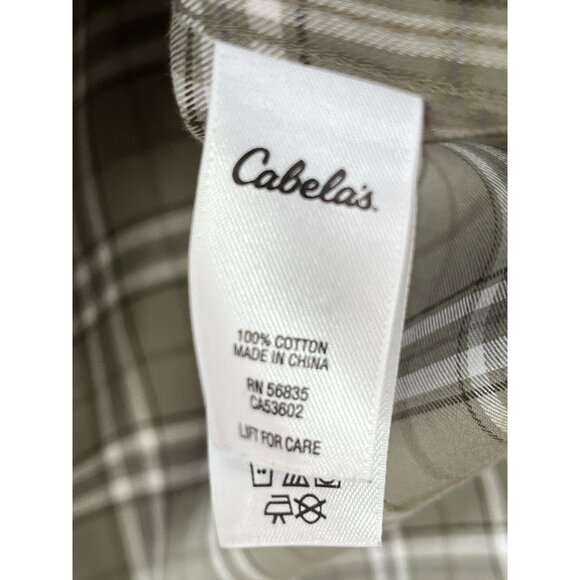 Cabela's.
100% COTTON
MADE IN CHINA
RN 56835
CA53602
LIFT FOR CARE